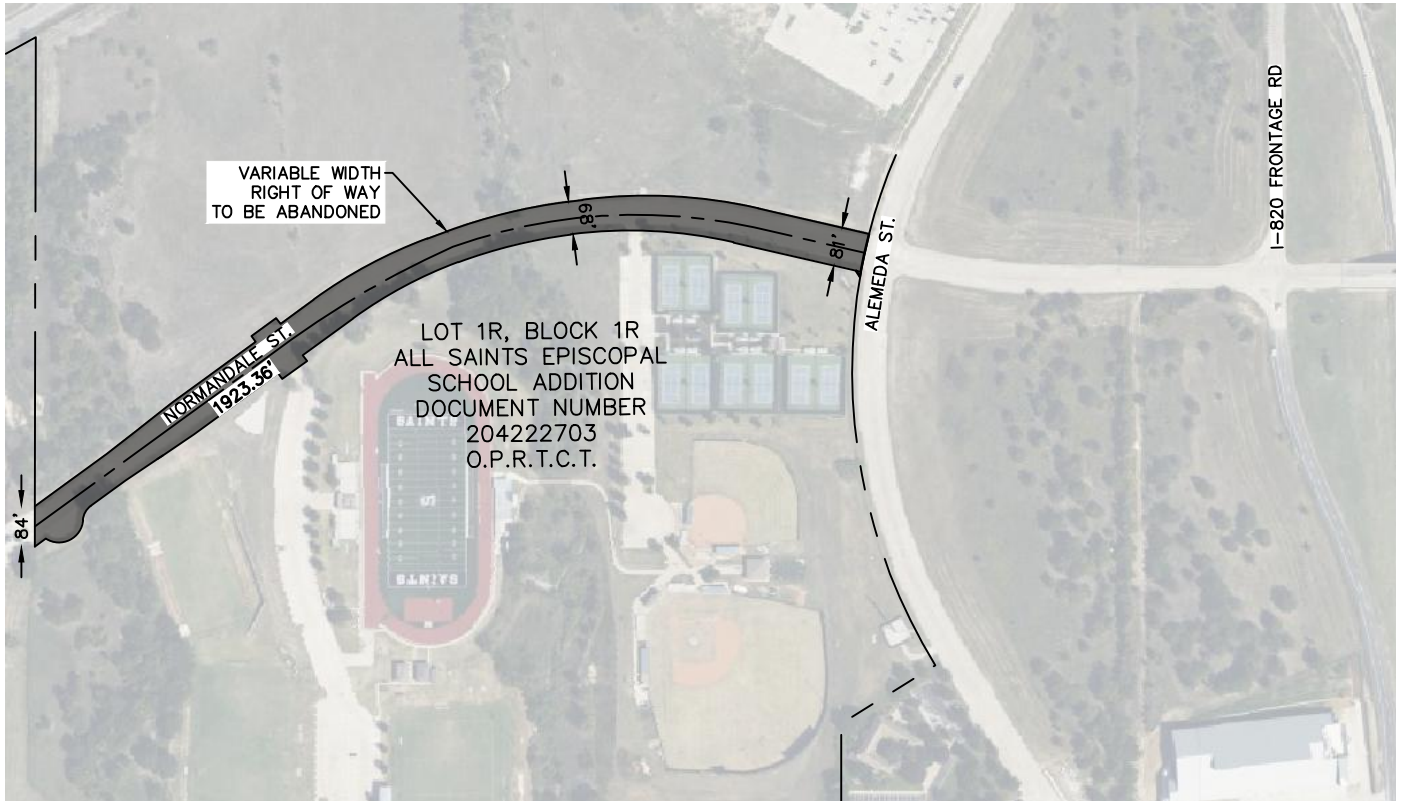 VARIABLE WIDTH
RIGHT OF WAY
TO BE ABANDONED
68'
81'
ALEMEDA ST.
I-820 FRONTAGE RD
NORMANDALE ST.
1923.36'
84'
LOT 1R, BLOCK 1R
ALL SAINTS EPISCOPAL
SCHOOL ADDITION
DOCUMENT NUMBER
204222703
O.P.R.T.C.T.
SAINTS
SAINTS